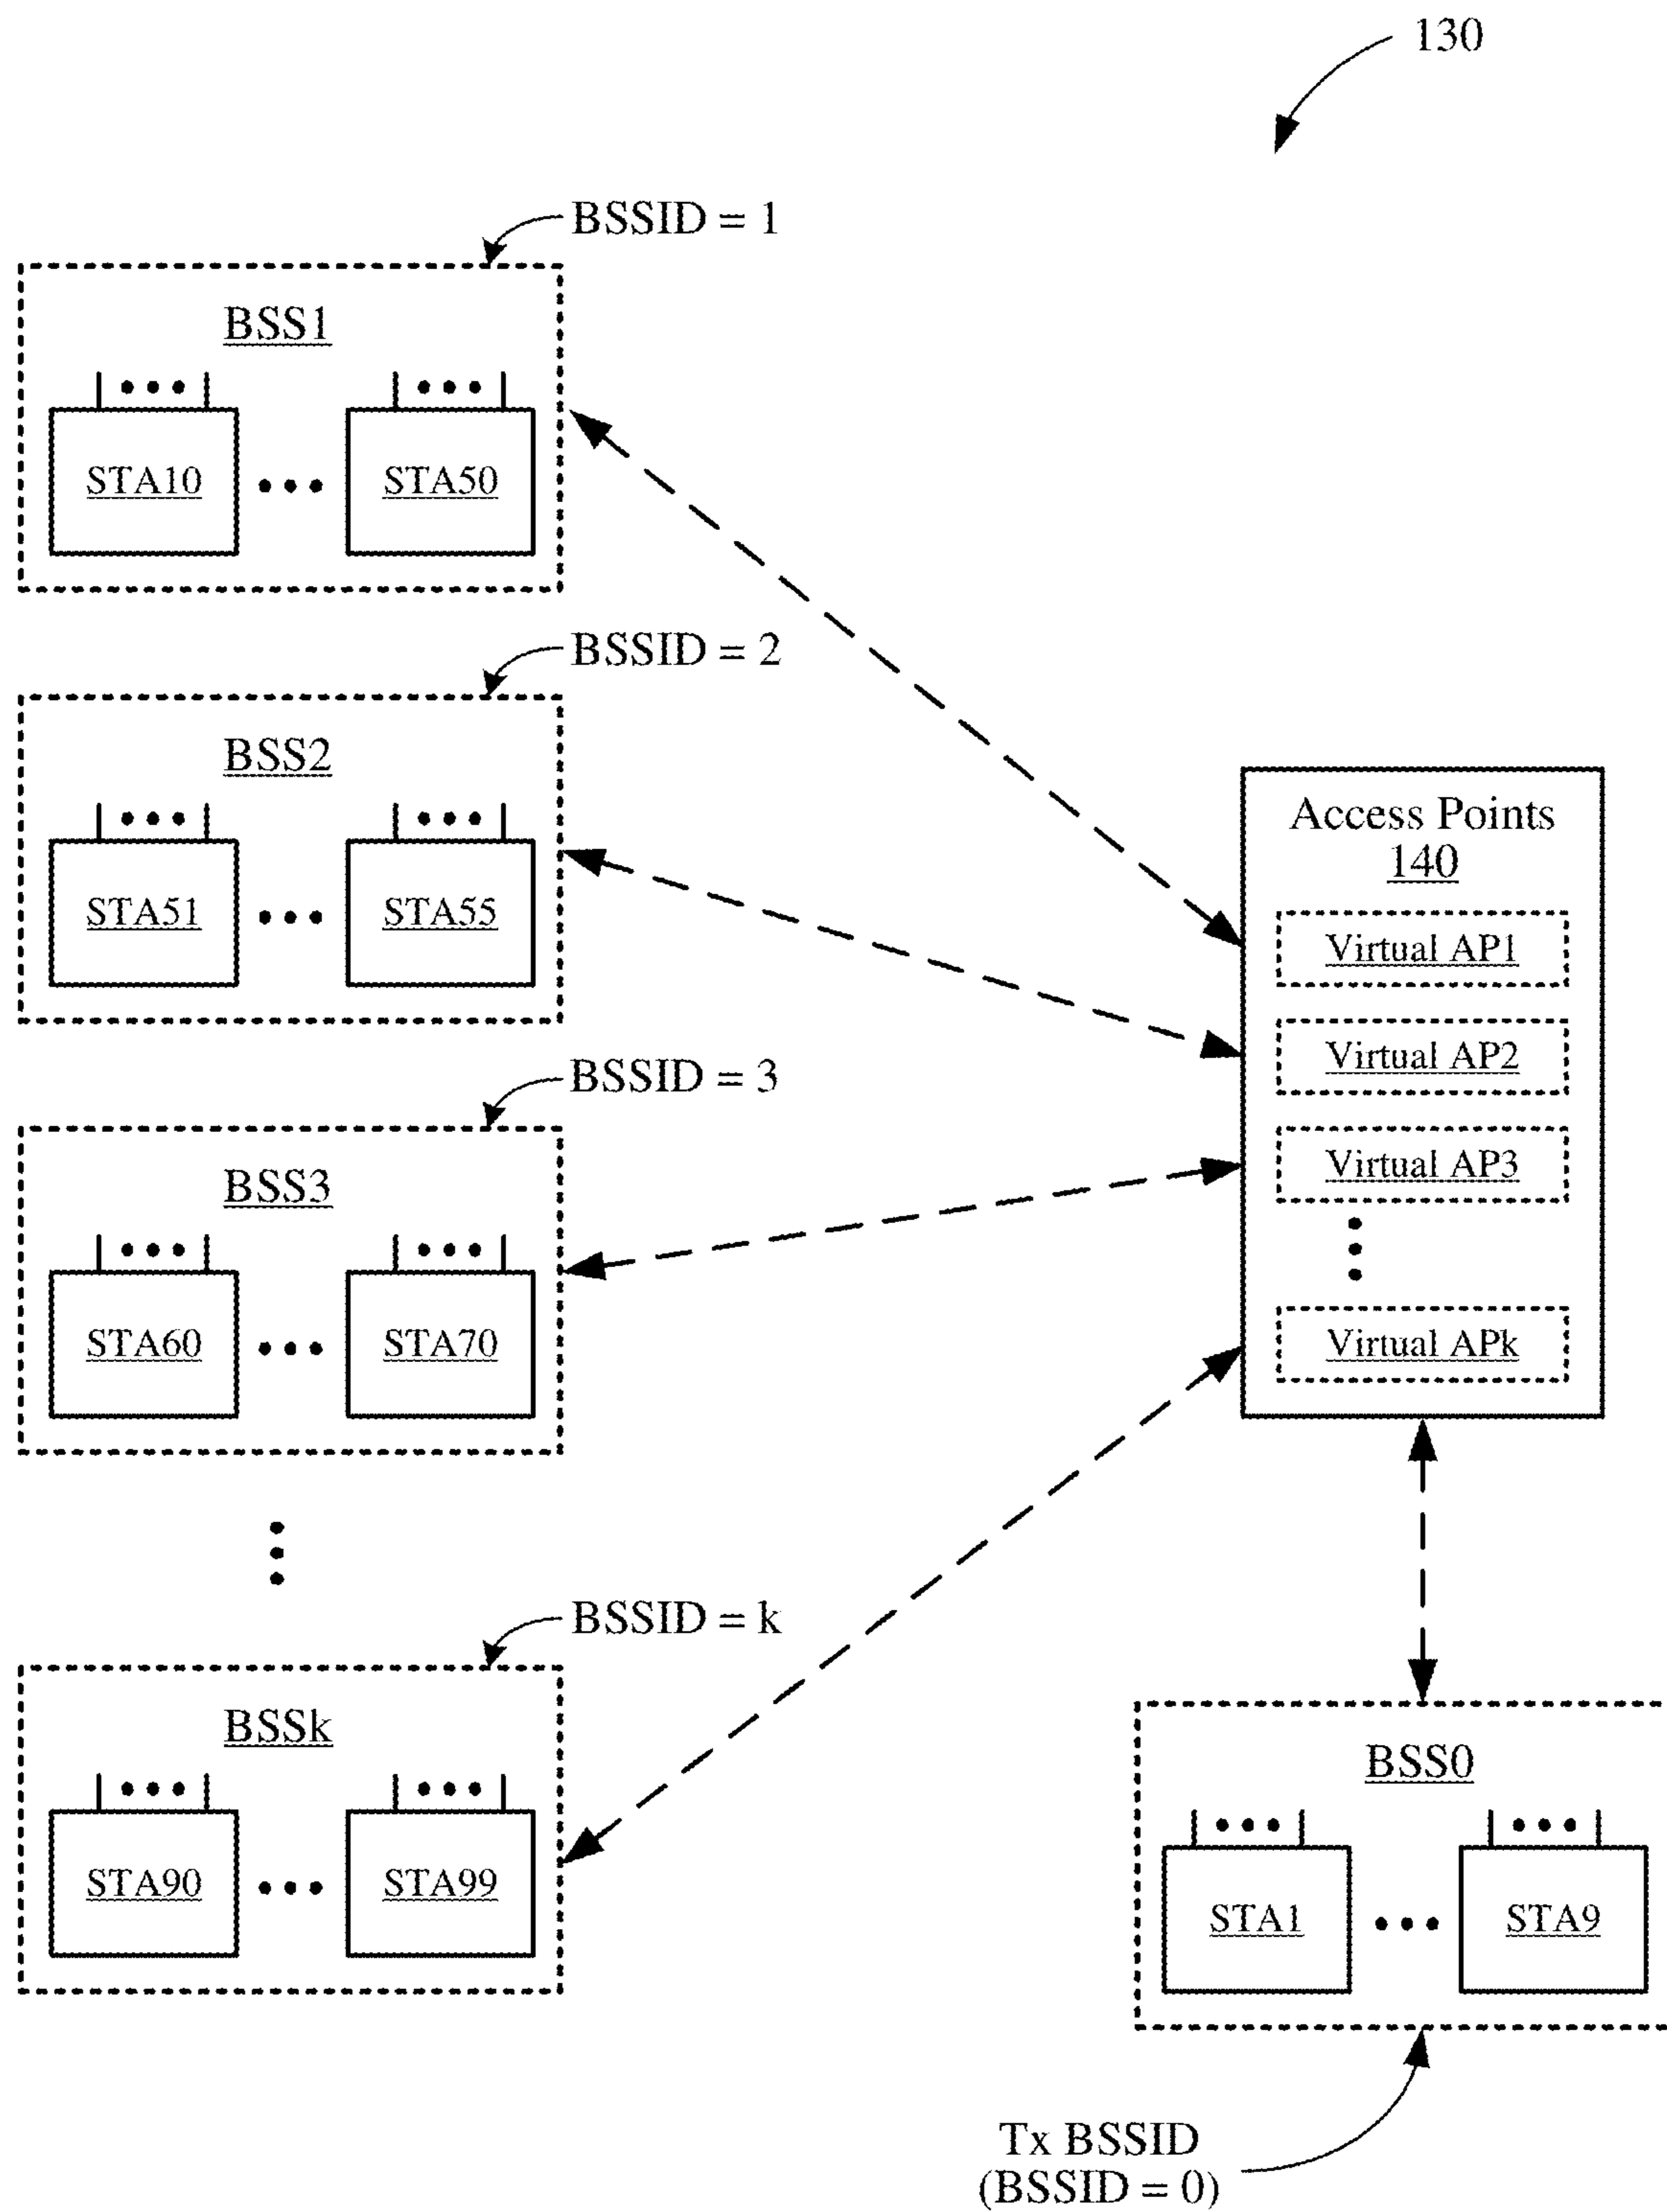 130
BSSID = 1
BSS1
STA10
STA50
BSSID = 2
BSS2
STA51
STA55
BSSID = 3
BSS3
STA60
STA70
BSSID = k
BSSk
STA90
STA99
Access Points
140
Virtual AP1
Virtual AP2
Virtual AP3
Virtual APk
BSS0
STA1
STA9
Tx BSSID
(BSSID = 0)